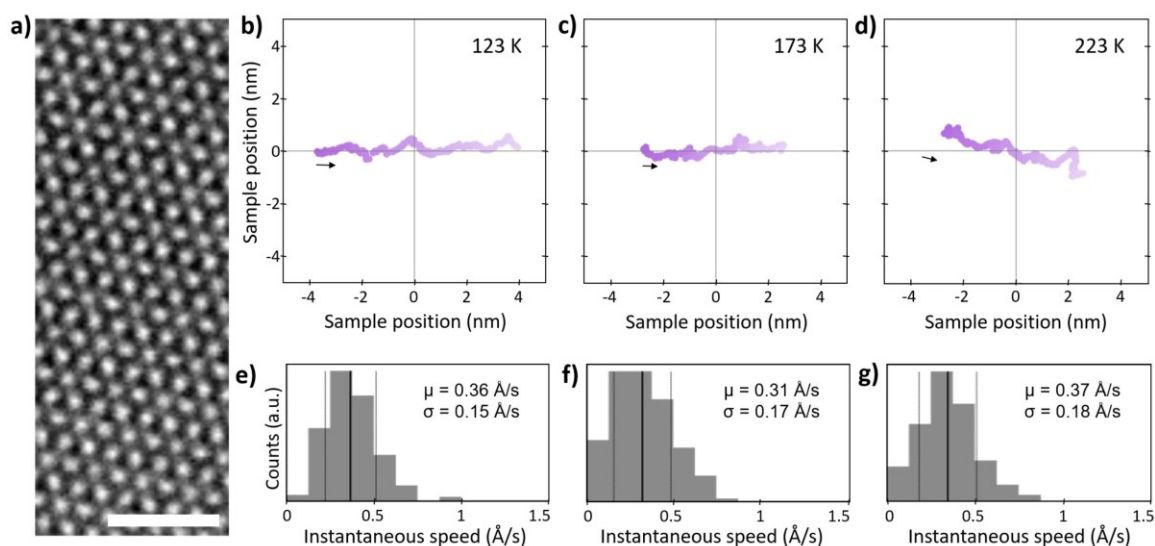 a)
b)
123 K
c)
173 K
d)
223 K
Sample position (nm)
4
2
0
-2
-4
-4 -2 0 2 4
-4 -2 0 2 4
-4 -2 0 2 4
Sample position (nm)
Sample position (nm)
Sample position (nm)
e)
μ = 0.36 Å/s
σ = 0.15 Å/s
f)
μ = 0.31 Å/s
σ = 0.17 Å/s
g)
μ = 0.37 Å/s
σ = 0.18 Å/s
Counts (a.u.)
0 0.5 1 1.5
0 0.5 1 1.5
0 0.5 1 1.5
Instantaneous speed (Å/s)
Instantaneous speed (Å/s)
Instantaneous speed (Å/s)